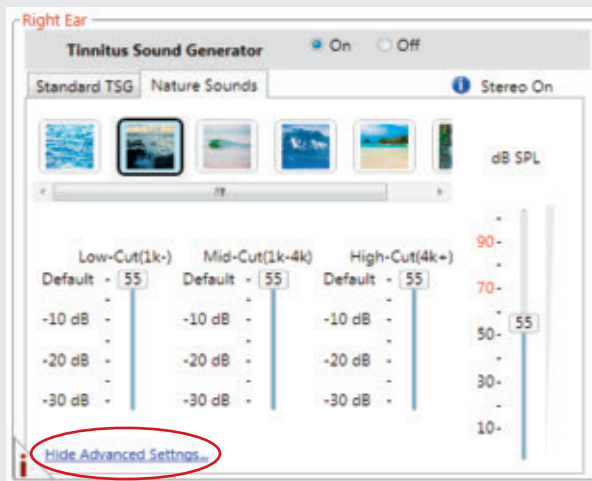 Right Ear
Tinnitus Sound Generator On Off
Standard TSG Nature Sounds i Stereo On
dB SPL
Low-Cut(1k-) Mid-Cut(1k-4k) High-Cut(4k+)
Default - 55 Default - 55 Default - 55
-10 dB - -10 dB - -10 dB -
-20 dB - -20 dB - -20 dB -
-30 dB - -30 dB - -30 dB -
90-
70-
50- 55
30-
10-
i Hide Advanced Settngs...